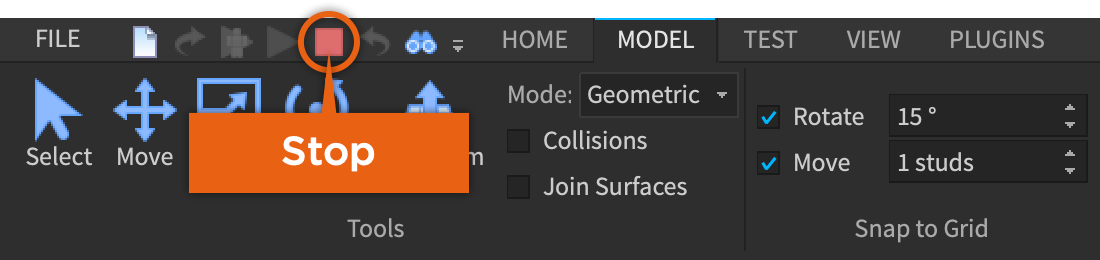 FILE
HOME
MODEL
TEST
VIEW
PLUGINS
Mode: Geometric
Rotate 15 °
Collisions
Stop
Select
Move
m
Move 1 studs
Join Surfaces
Tools
Snap to Grid